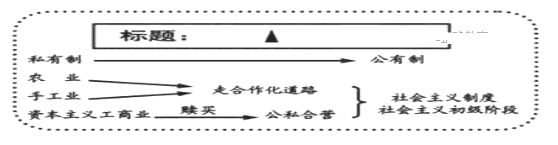 标题：▲
私有制 公有制
农 业
手工业 走合作化道路
资本主义工商业 赎买 公私合营
社会主义制度
社会主义初级阶段